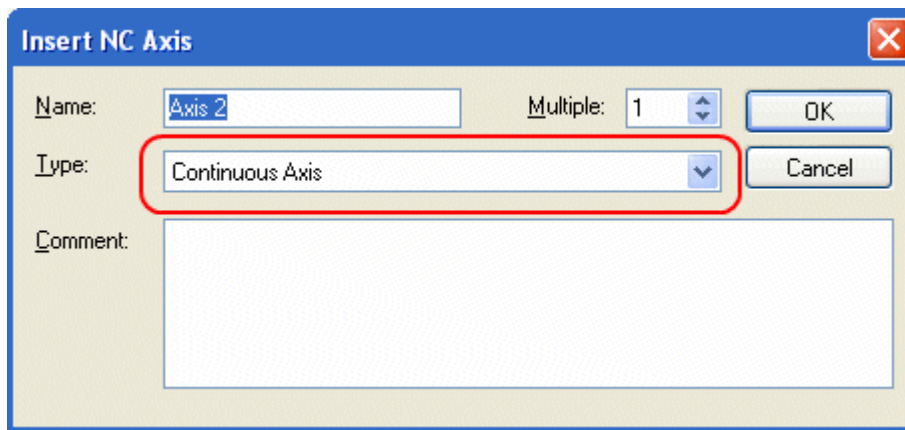 Insert NC Axis
Name: Axis 2 Multiple: 1 OK
Type: Continuous Axis Cancel
Comment: